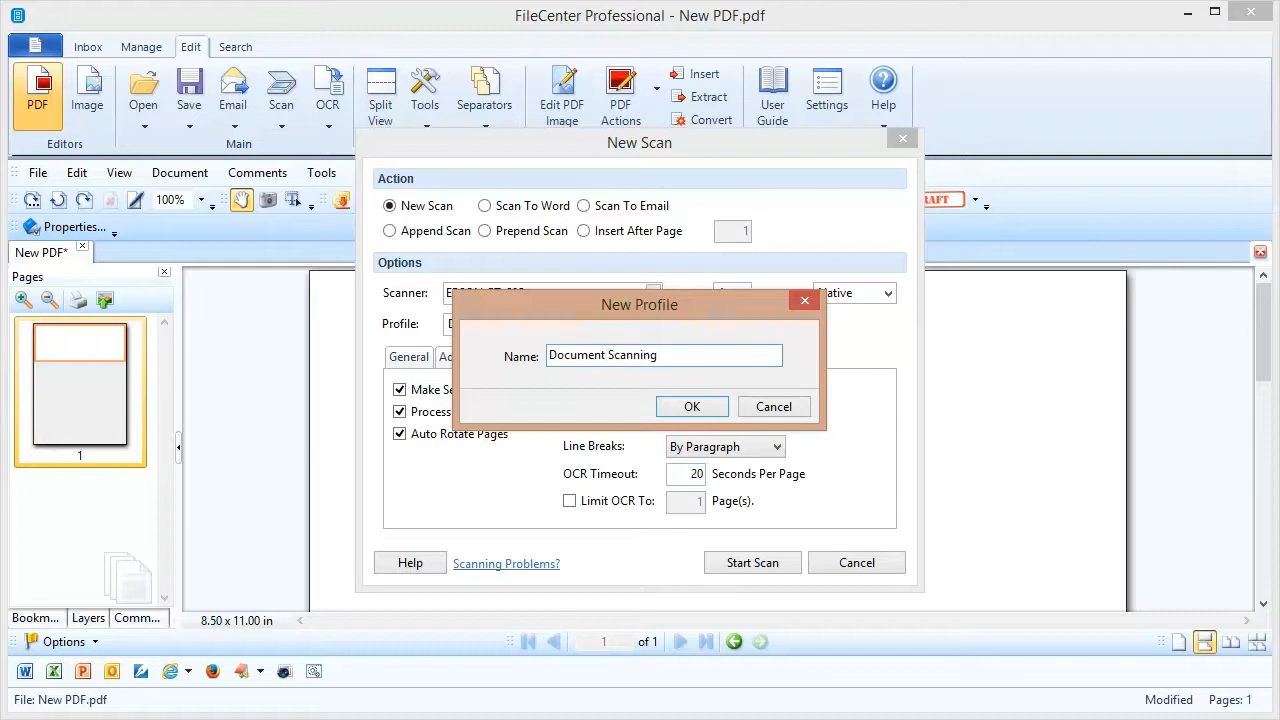 FileCenter Professional - New PDF.pdf
Inbox Manage Edit Search
PDF Image Open Save Email Scan OCR Split View Tools Separators Edit PDF Image PDF Actions Insert Extract Convert User Guide Settings Help
Editors Main
New Scan
File Edit View Document Comments Tools
Action
100%
New Scan Scan To Word Scan To Email
Append Scan Prepend Scan Insert After Page 1
Properties...
New PDF*
Options
Pages
Scanner: Native
New Profile
Profile:
Name: Document Scanning
General
Make Se
OK Cancel
Process
Auto Rotate Pages
Line Breaks: By Paragraph
1
OCR Timeout: 20 Seconds Per Page
Limit OCR To: 1 Page(s).
Help Scanning Problems? Start Scan Cancel
Bookm... Layers Comm...
8.50 x 11.00 in
Options
1 of 1
File: New PDF.pdf Modified Pages: 1